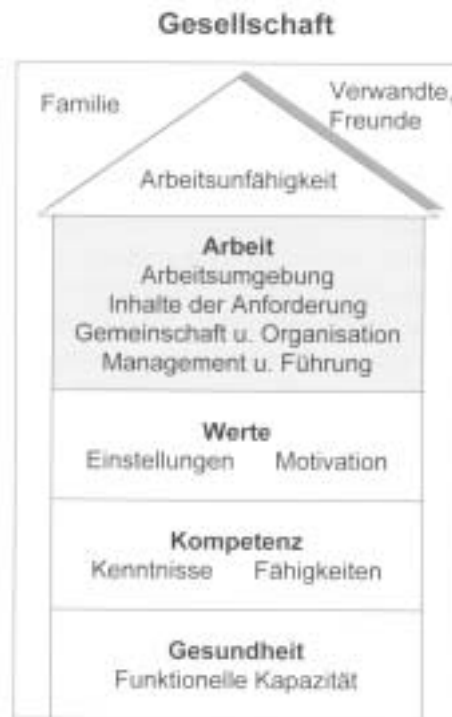 Gesellschaft
Familie
Verwandte,
Freunde
Arbeitsunfähigkeit
Arbeit
Arbeitsumgebung
Inhalte der Anforderung
Gemeinschaft u. Organisation
Management u. Führung
Werte
Einstellungen Motivation
Kompetenz
Kenntnisse Fähigkeiten
Gesundheit
Funktionelle Kapazität